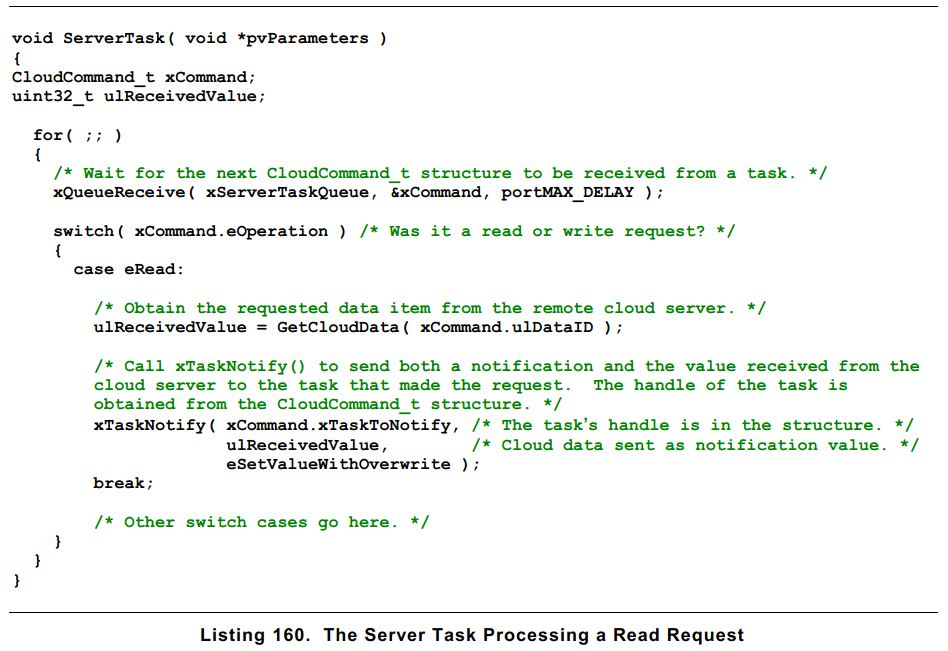 void ServerTask( void *pvParameters )
{
CloudCommand_t xCommand;
uint32_t ulReceivedValue;
for( ;; )
{
/* Wait for the next CloudCommand_t structure to be received from a task. */
xQueueReceive( xServerTaskQueue, &xCommand, portMAX_DELAY );
switch( xCommand.eOperation ) /* Was it a read or write request? */
{
case eRead:
/* Obtain the requested data item from the remote cloud server. */
ulReceivedValue = GetCloudData( xCommand.ulDataID );
/* Call xTaskNotify() to send both a notification and the value received from the
cloud server to the task that made the request.  The handle of the task is
obtained from the CloudCommand_t structure. */
xTaskNotify( xCommand.xTaskToNotify, /* The task’s handle is in the structure. */
ulReceivedValue, /* Cloud data sent as notification value. */
eSetValueWithOverwrite );
break;
/* Other switch cases go here. */
}
}
}
Listing 160.  The Server Task Processing a Read Request